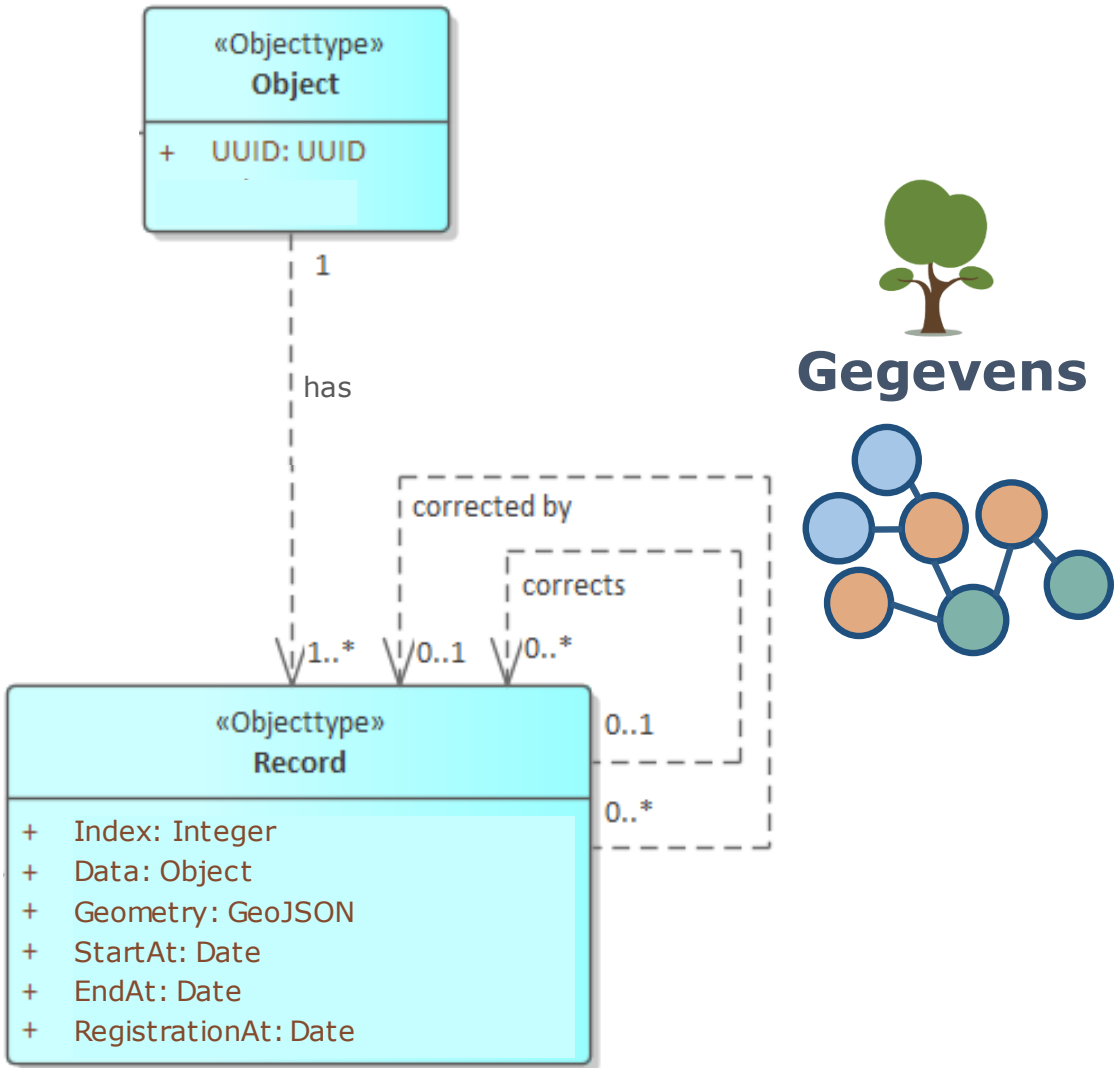 «Objecttype»
Object
+ UUID: UUID
1
has
Gegevens
corrected by
corrects
1..*
0..1
0..*
«Objecttype»
Record
0..1
0..*
+ Index: Integer
+ Data: Object
+ Geometry: GeoJSON
+ StartAt: Date
+ EndAt: Date
+ RegistrationAt: Date